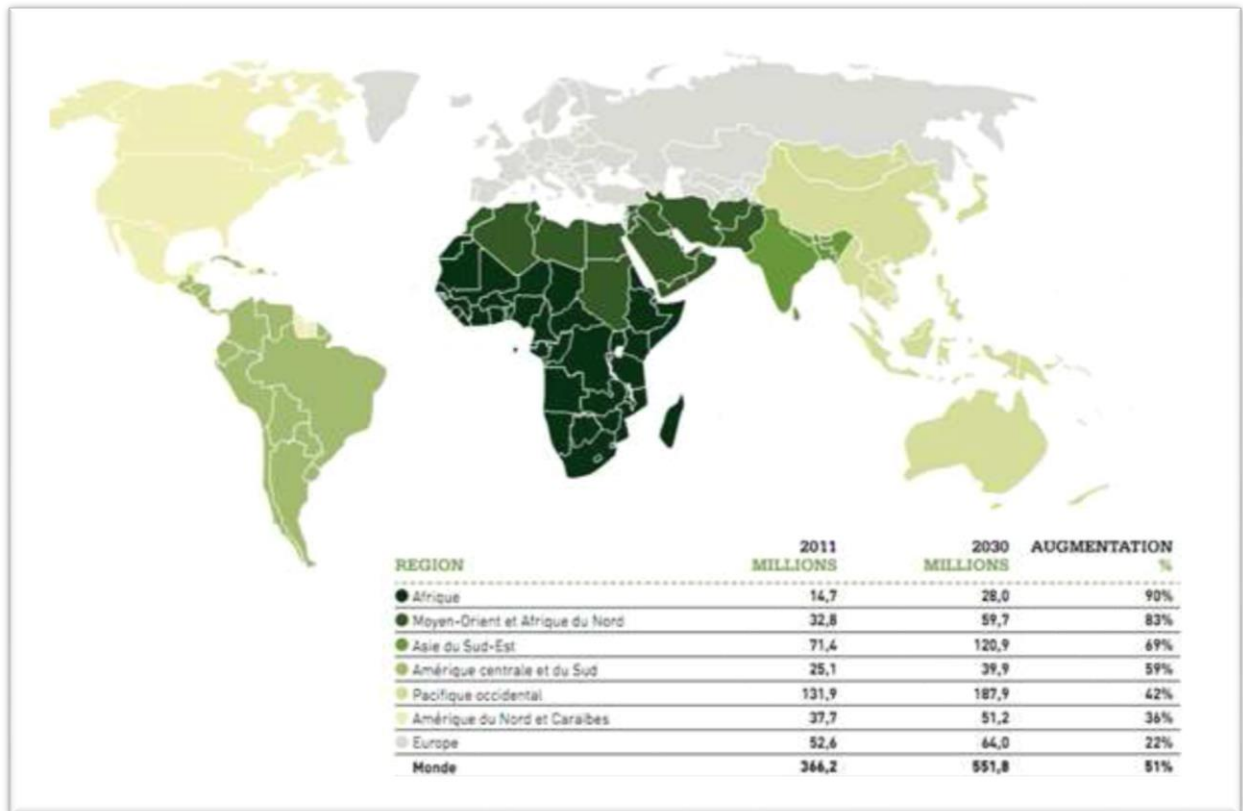 2011 2030 AUGMENTATION
REGION MILLIONS MILLIONS %
Afrique 14,7 28,0 90%
Moyen-Orient et Afrique du Nord 32,8 59,7 83%
Asie du Sud-Est 71,4 120,9 69%
Amérique centrale et du Sud 25,1 39,9 59%
Pacifique occidental 131,9 187,9 42%
Amérique du Nord et Caraïbes 37,7 51,2 36%
Europe 52,6 64,0 22%
Monde 366,2 551,8 51%